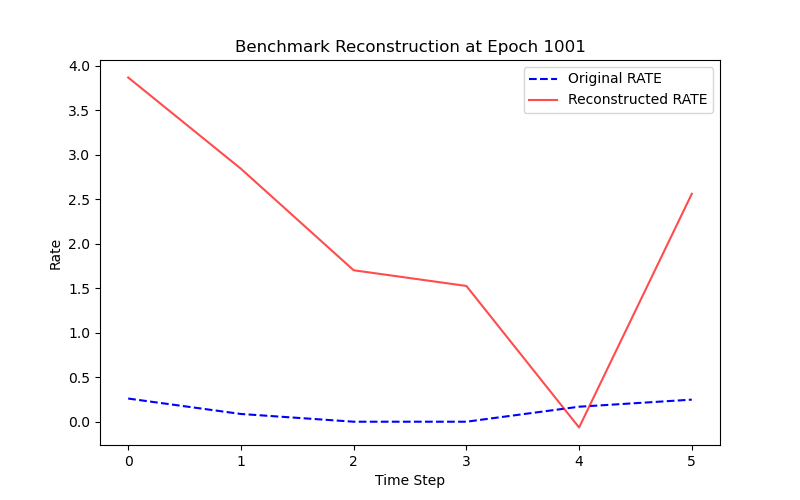 Benchmark Reconstruction at Epoch 1001
Original RATE
Reconstructed RATE
4.0
3.5
3.0
2.5
2.0
1.5
1.0
0.5
0.0
Rate
0 1 2 3 4 5
Time Step